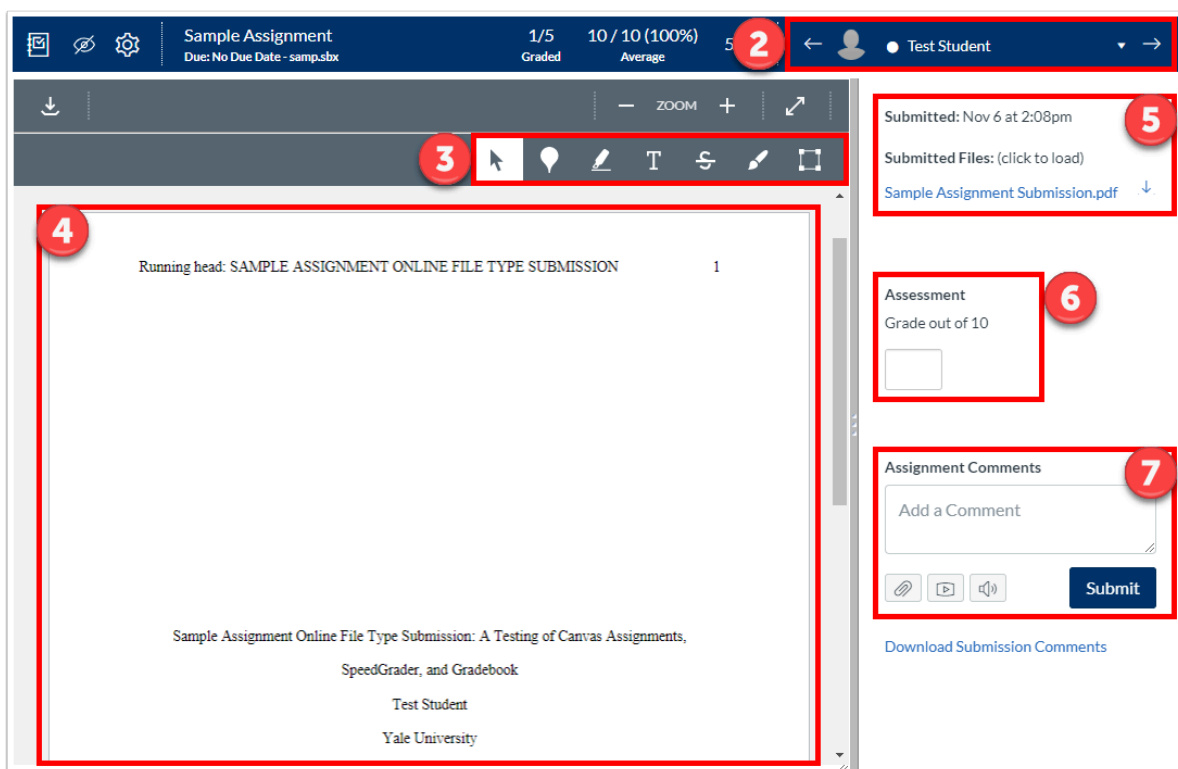 Sample Assignment
Due: No Due Date - samp.sbx
1/5
Graded
10 / 10 (100%)
Average
5
2
Test Student
ZOOM
3
T
S
4
Running head: SAMPLE ASSIGNMENT ONLINE FILE TYPE SUBMISSION 1
Sample Assignment Online File Type Submission: A Testing of Canvas Assignments,
SpeedGrader, and Gradebook
Test Student
Yale University
Submitted: Nov 6 at 2:08pm
5
Submitted Files: (click to load)
Sample Assignment Submission.pdf
Assessment
6
Grade out of 10
Assignment Comments
7
Add a Comment
Submit
Download Submission Comments